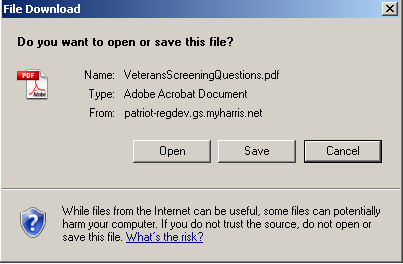 File Download
Do you want to open or save this file?
PDF
Adobe
Name: VeteransScreeningQuestions.pdf
Type: Adobe Acrobat Document
From: patriot-regdev.gs.myharris.net
Open Save Cancel
While files from the Internet can be useful, some files can potentially
harm your computer. If you do not trust the source, do not open or
save this file. What's the risk?